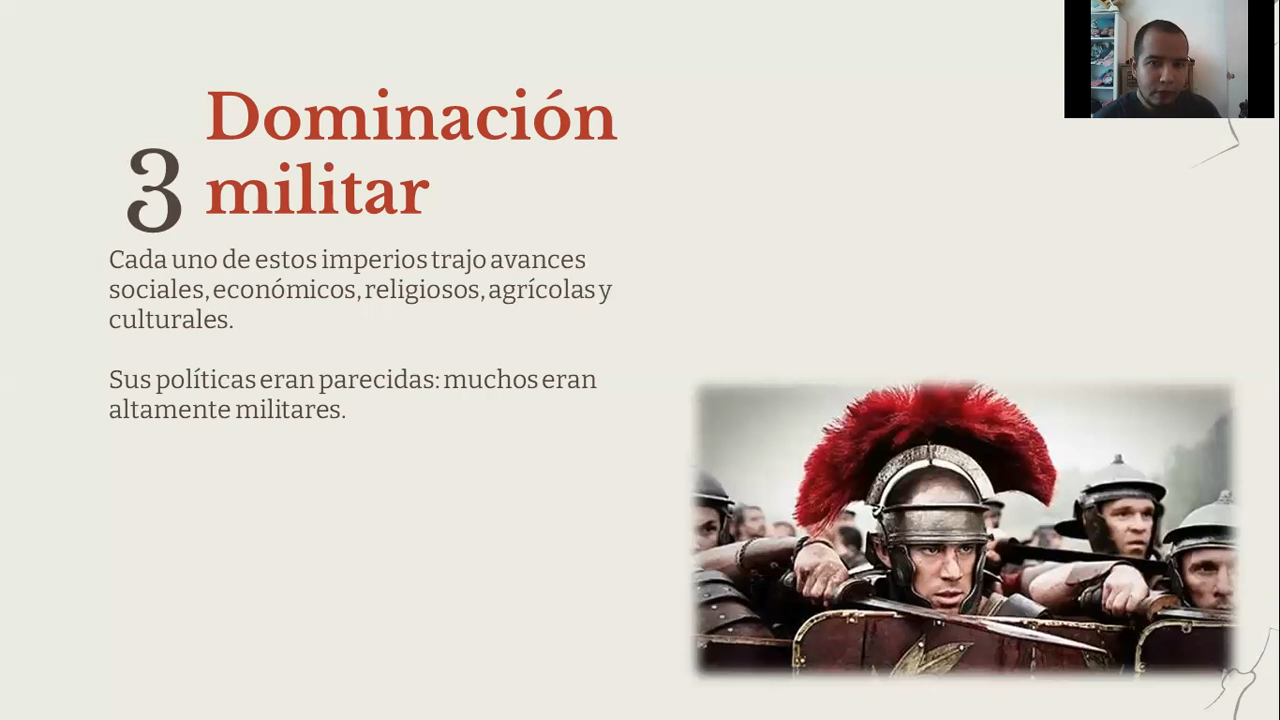 3
Dominación
militar
Cada uno de estos imperios trajo avances
sociales, económicos, religiosos, agrícolas y
culturales.
Sus políticas eran parecidas: muchos eran
altamente militares.